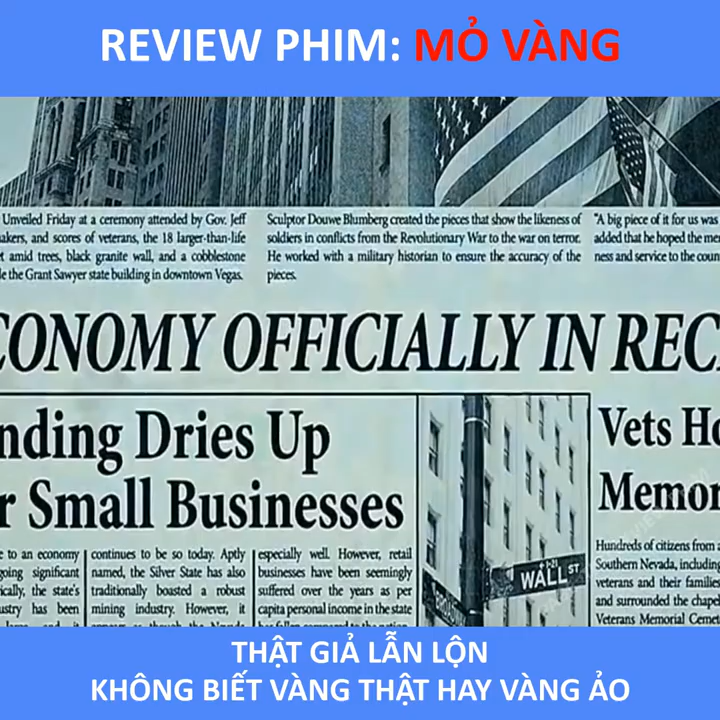 REVIEW PHIM: MỎ VÀNG
Unveiled Friday at a ceremony attended by Gov. Jeff
akers, and scores of veterans, the 18 larger-than-life
t amid trees, black granite wall, and a cobblestone
le the Grant Sawyer state building in downtown Vegas.
Sculptor Douwe Blumberg created the pieces that show the likeness of
soldiers in conflicts from the Revolutionary War to the war on terror.
He worked with a military historian to ensure the accuracy of the
pieces.
"A big piece of it for us was
added that he hoped the me
ness and service to the coun
CONOMY OFFICIALLY IN REC
nding Dries Up
r Small Businesses
e to an economy
going significant
ically, the state's
ustry has been
continues to be so today. Aptly
named, the Silver State has also
traditionally boasted a robust
mining industry. However, it
especially well. However, retail
businesses have been seemingly
suffered over the years as per
capita personal income in the state
WALL ST
Vets Ho
Memor
Hundreds of citizens from a
Southern Nevada, including
veterans and their families
and surrounded the chapel
Veterans Memorial Cemet
THẬT GIẢ LẪN LỘN
KHÔNG BIẾT VÀNG THẬT HAY VÀNG ẢO